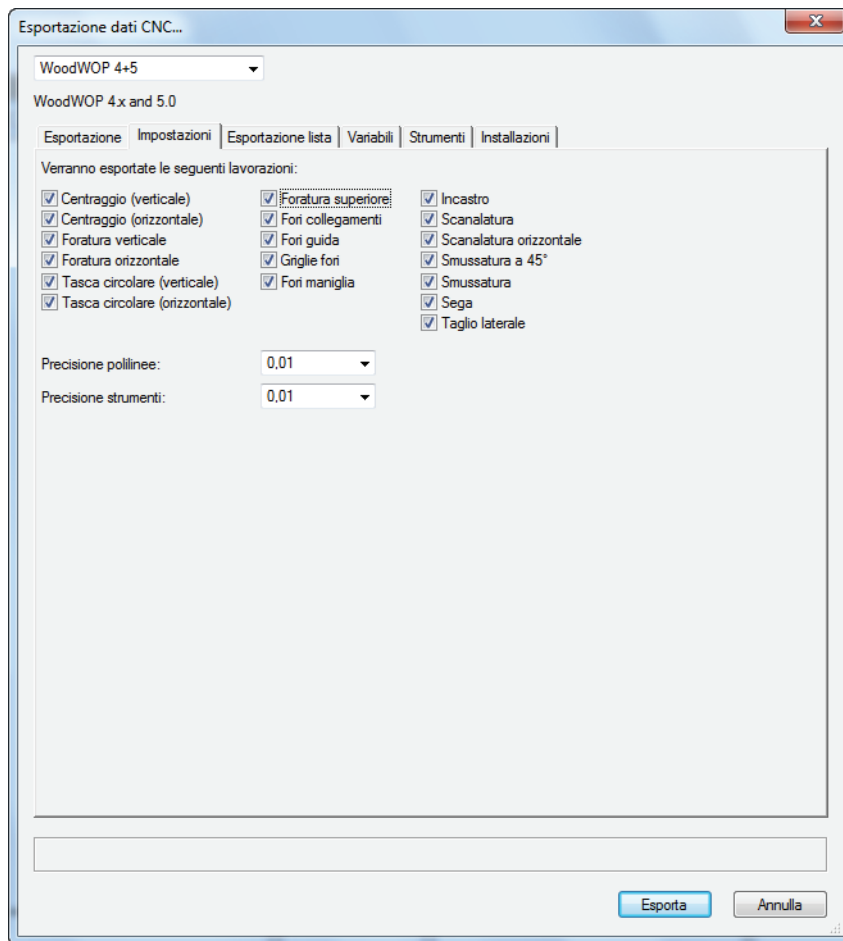 Esportazione dati CNC...
WoodWOP 4+5
WoodWOP 4.x and 5.0
Esportazione Impostazioni Esportazione lista Variabili Strumenti Installazioni
Verranno esportate le seguenti lavorazioni:
Centraggio (verticale) Foratura superiore Incastro
Centraggio (orizzontale) Fori collegamenti Scanalatura
Foratura verticale Fori guida Scanalatura orizzontale
Foratura orizzontale Griglie fori Smussatura a 45°
Tasca circolare (verticale) Fori maniglia Smussatura
Tasca circolare (orizzontale) Sega
Taglio laterale
Precisione polilinee: 0,01
Precisione strumenti: 0,01
Esporta Annulla